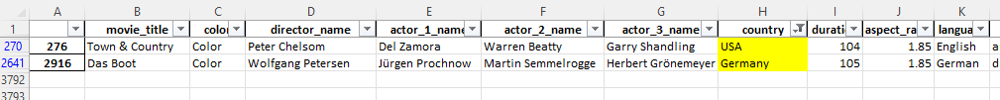 A B C D E F G H I J K
1 movie_title colo director_name actor_1_name actor_2_name actor_3_name country duratio aspect_ra langua
270 276 Town & Country Color Peter Chelsom Del Zamora Warren Beatty Garry Shandling USA 104 1.85 English a
2641 2916 Das Boot Color Wolfgang Petersen Jürgen Prochnow Martin Semmelrogge Herbert Grönemeyer Germany 105 1.85 German d
3792
3793